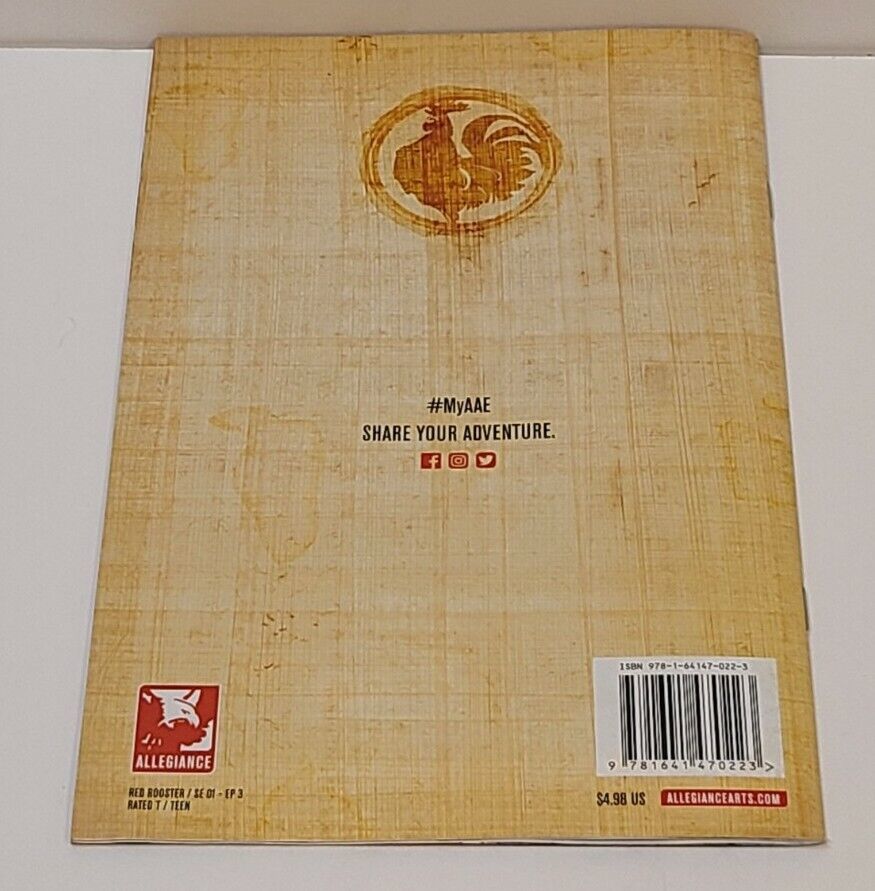 #MyAAE
SHARE YOUR ADVENTURE.
ISBN 978-1-64147-022-3
9 781641 470223 >
ALLEGIANCE
RED ROOSTER / SE 01 - EP 3
RATED T / TEEN
$4.98 US
ALLEGIANCEARTS.COM